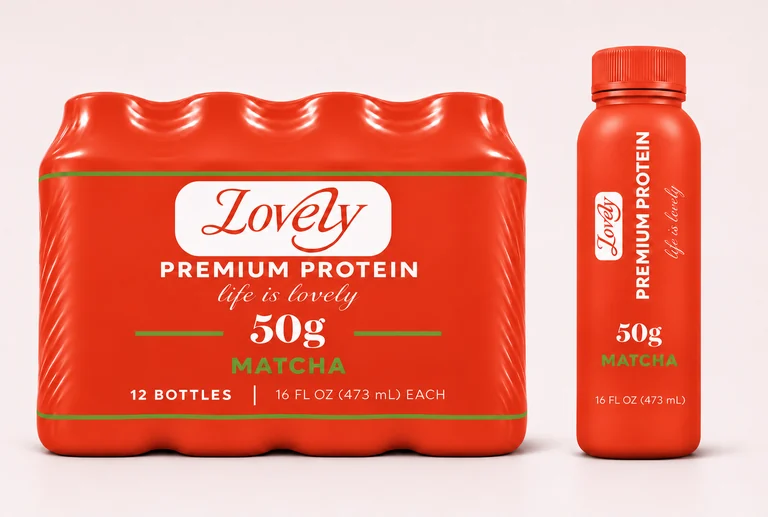 Lovely
PREMIUM PROTEIN
life is lovely
50g
MATCHA
12 BOTTLES | 16 FL OZ (473 mL) EACH
Lovely
PREMIUM PROTEIN
life is lovely
50g
MATCHA
16 FL OZ (473 mL)